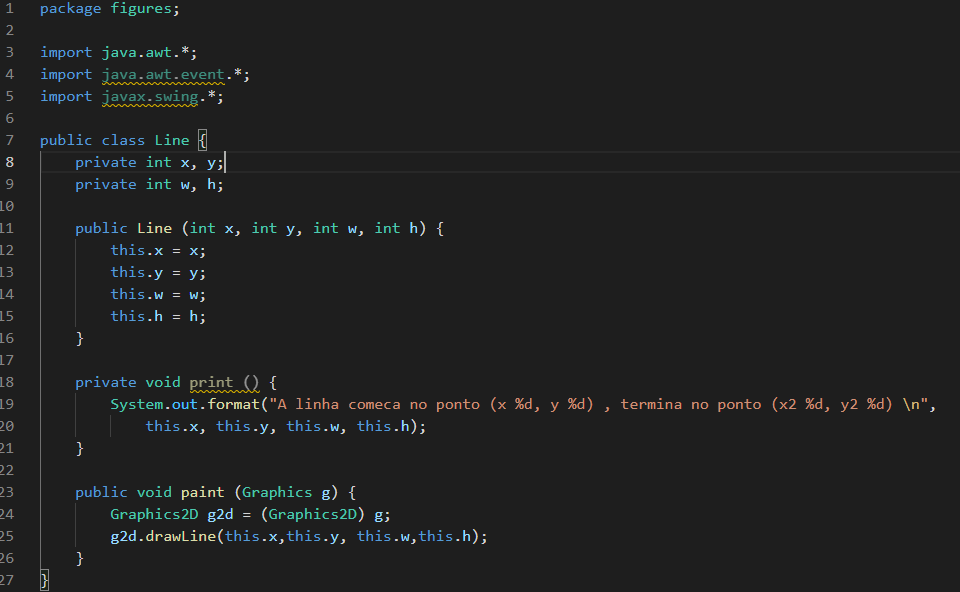 1 package figures;
2
3 import java.awt.*;
4 import java.awt.event.*;
5 import javax.swing.*;
6
7 public class Line {
8     private int x, y;
9     private int w, h;
10
11     public Line (int x, int y, int w, int h) {
12         this.x = x;
13         this.y = y;
14         this.w = w;
15         this.h = h;
16     }
17
18     private void print () {
19         System.out.format("A linha comeca no ponto (x %d, y %d) , termina no ponto (x2 %d, y2 %d) \n",
20             this.x, this.y, this.w, this.h);
21     }
22
23     public void paint (Graphics g) {
24         Graphics2D g2d = (Graphics2D) g;
25         g2d.drawLine(this.x,this.y, this.w,this.h);
26     }
27 }